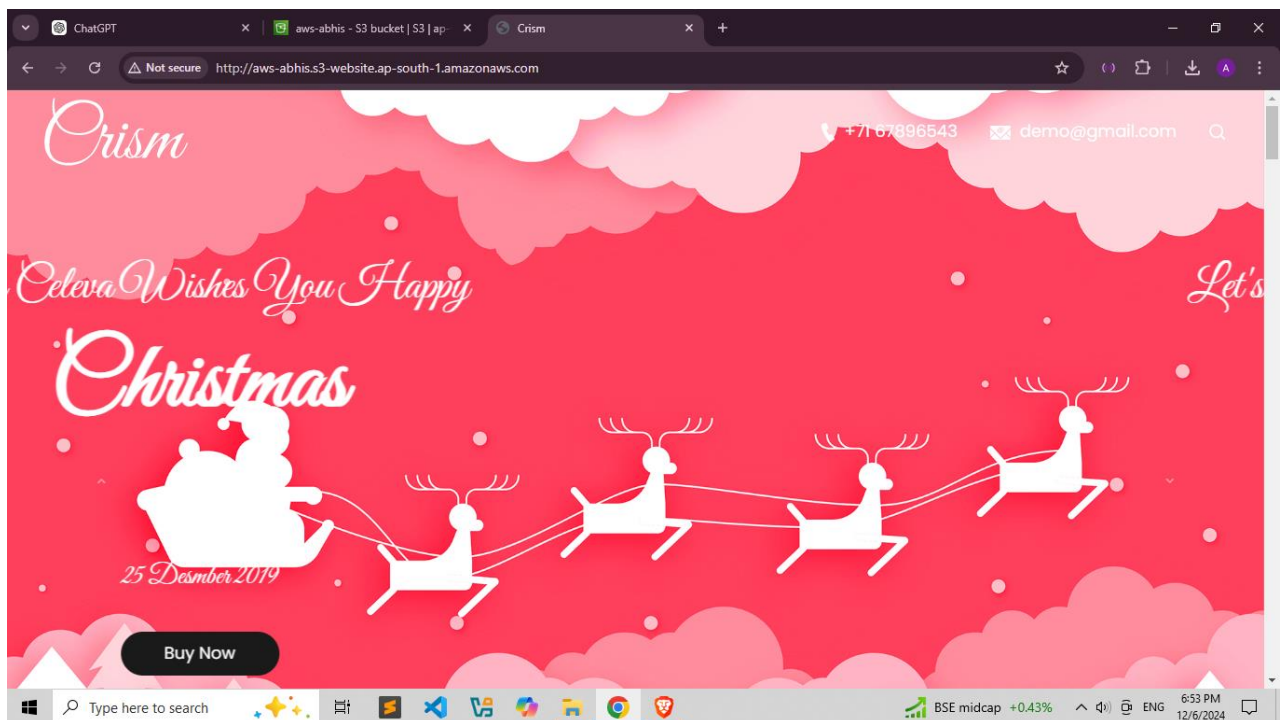 ChatGPT
aws-abhis - S3 bucket | S3 | ap-
Crism
Not secure http://aws-abhis.s3-website.ap-south-1.amazonaws.com
A
Crism
+71 67896543 demo@gmail.com
Celeva Wishes You Happy
Let's
Christmas
25 Desmber 2019
Buy Now
Type here to search
BSE midcap +0.43%
ENG
6:53 PM
12/6/2024